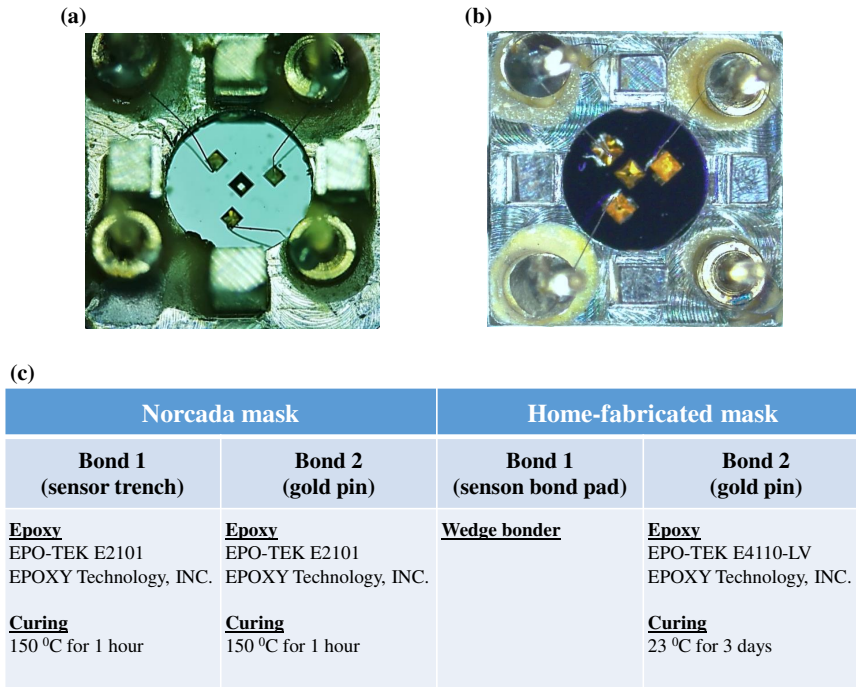 (a)
(b)
(c)
Norcada mask
Home-fabricated mask
Bond 1
(sensor trench)
Bond 2
(gold pin)
Bond 1
(senson bond pad)
Bond 2
(gold pin)
Epoxy
EPO-TEK E2101
EPOXY Technology, INC.
Curing
150 ⁰C for 1 hour
Epoxy
EPO-TEK E2101
EPOXY Technology, INC.
Curing
150 ⁰C for 1 hour
Wedge bonder
Epoxy
EPO-TEK E4110-LV
EPOXY Technology, INC.
Curing
23 ⁰C for 3 days